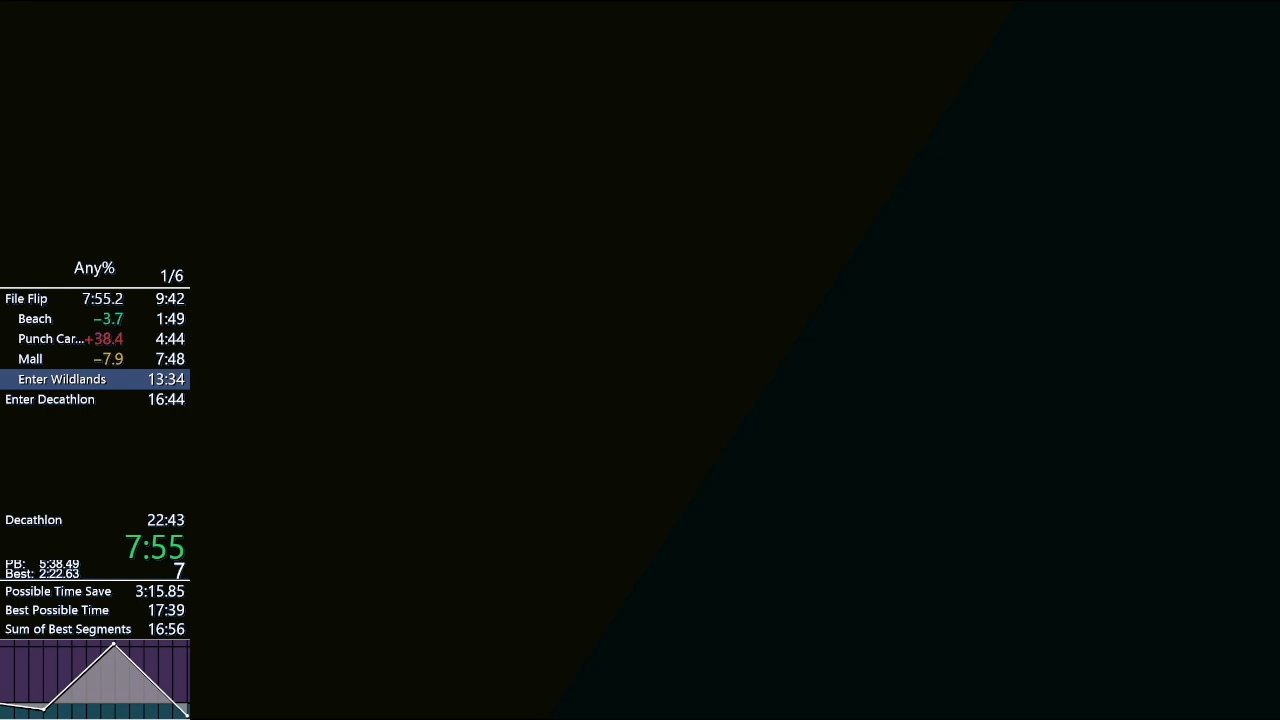 Any%
1/6
File Flip 7:55.2 9:42
Beach −3.7 1:49
Punch Car...+38.4 4:44
Mall −7.9 7:48
Enter Wildlands 13:34
Enter Decathlon 16:44
Decathlon 22:43
7:55
PB: 5:38.49
Best: 2:22.63 7
Possible Time Save 3:15.85
Best Possible Time 17:39
Sum of Best Segments 16:56